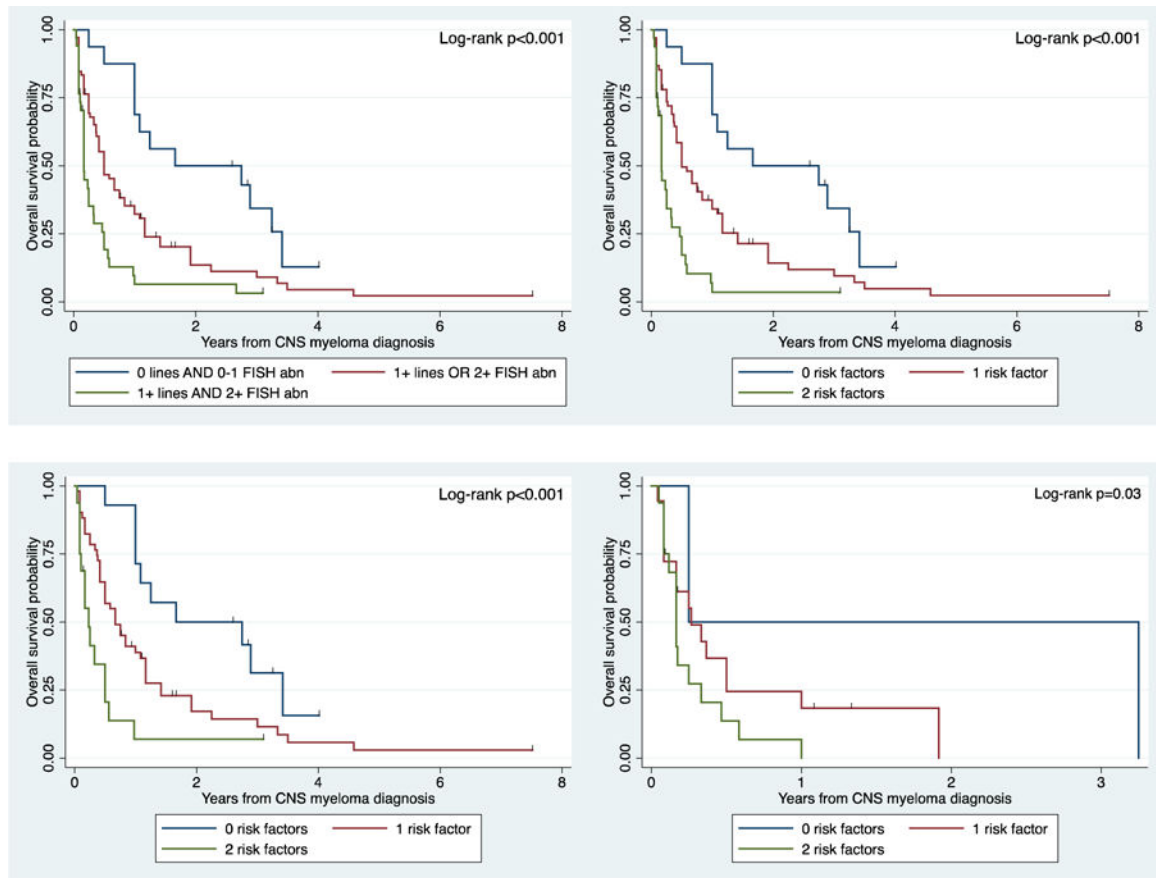 Log-rank p<0.001
Overall survival probability
1.00
0.75
0.50
0.25
0.00
0 2 4 6 8
Years from CNS myeloma diagnosis
0 lines AND 0-1 FISH abn 1+ lines OR 2+ FISH abn
1+ lines AND 2+ FISH abn
Log-rank p<0.001
Overall survival probability
1.00
0.75
0.50
0.25
0.00
0 2 4 6 8
Years from CNS myeloma diagnosis
0 risk factors 1 risk factor
2 risk factors
Log-rank p<0.001
Overall survival probability
1.00
0.75
0.50
0.25
0.00
0 2 4 6 8
Years from CNS myeloma diagnosis
0 risk factors 1 risk factor
2 risk factors
Log-rank p=0.03
Overall survival probability
1.00
0.75
0.50
0.25
0.00
0 1 2 3
Years from CNS myeloma diagnosis
0 risk factors 1 risk factor
2 risk factors